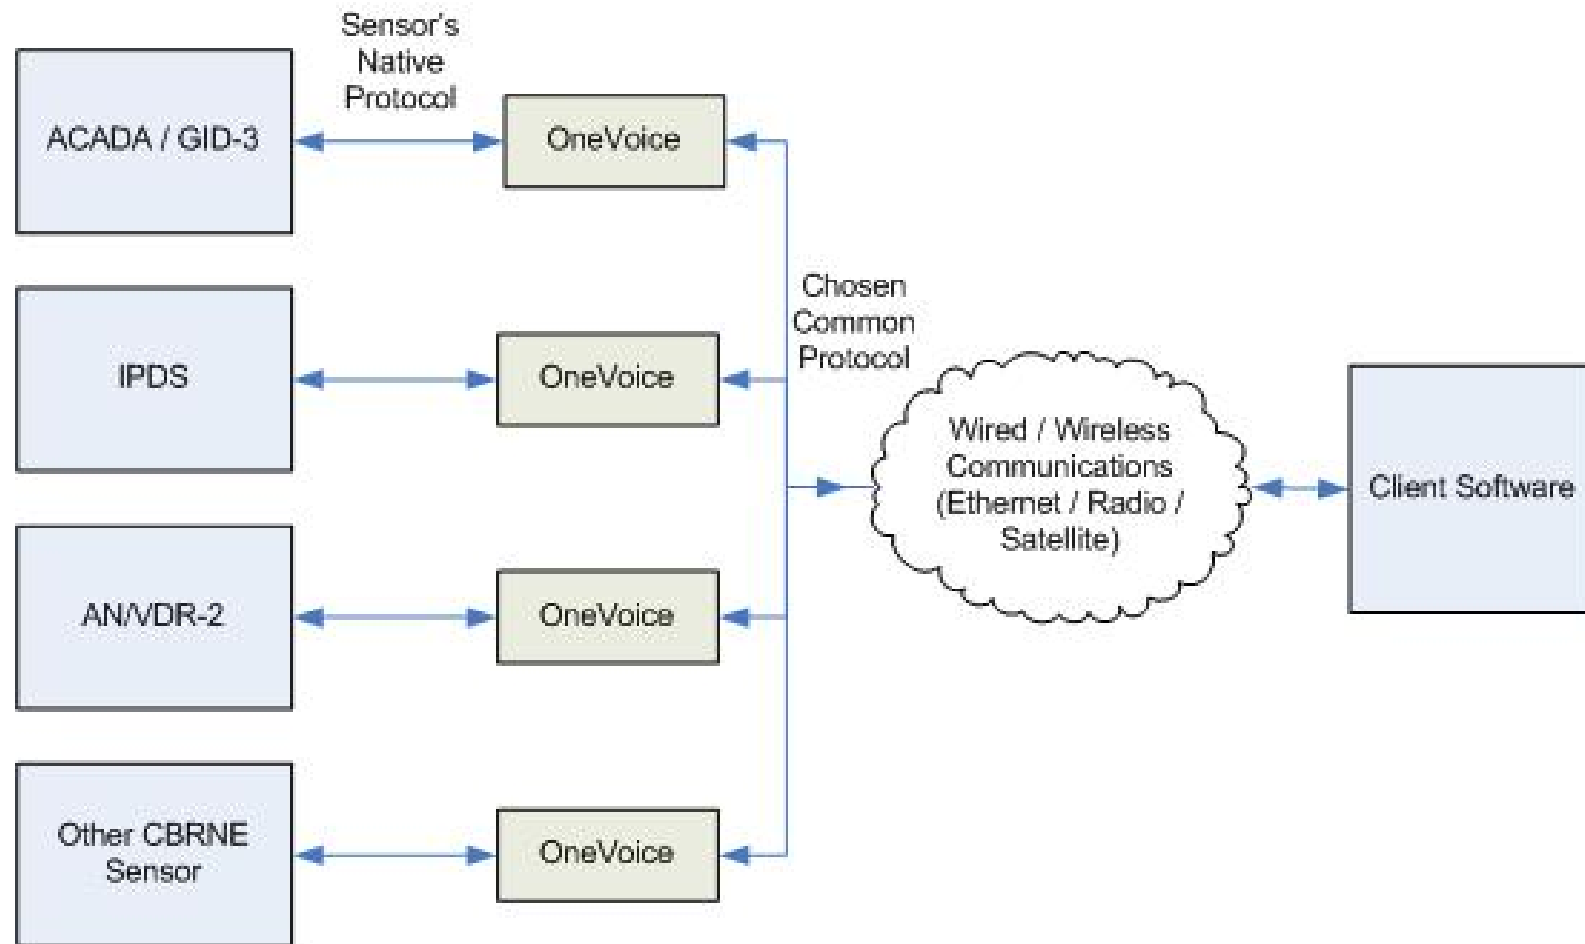 Sensor's
Native
Protocol
ACADA / GID-3
OneVoice
Chosen
Common
Protocol
IPDS
OneVoice
Wired / Wireless
Communications
(Ethernet / Radio /
Satellite)
Client Software
AN/VDR-2
OneVoice
Other CBRNE
Sensor
OneVoice